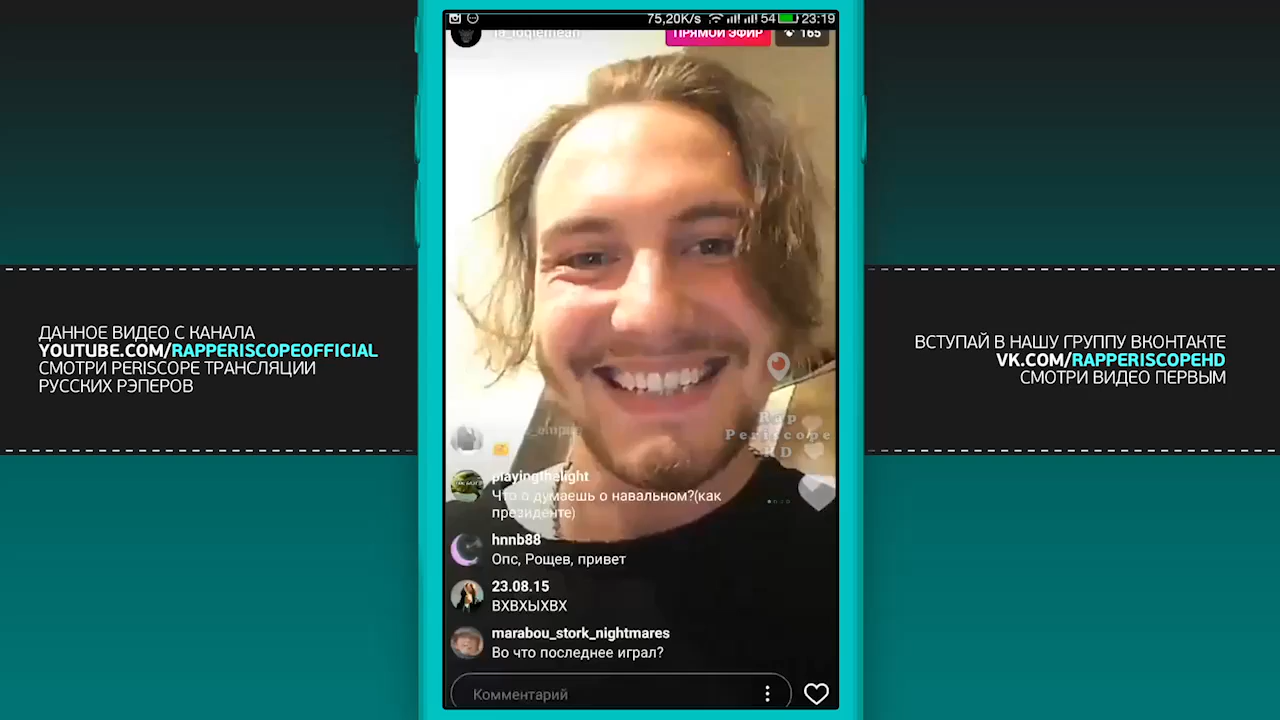 75,20K/s 54 23:19
ПРЯМОЙ ЭФИР 165
ДАННОЕ ВИДЕО С КАНАЛА
YOUTUBE.COM/RAPPERISCOPEOFFICIAL
СМОТРИ PERISCOPE ТРАНСЛЯЦИИ
РУССКИХ РЭПЕРОВ
ВСТУПАЙ В НАШУ ГРУППУ ВКОНТАКТЕ
VK.COM/RAPPERISCOPEHD
СМОТРИ ВИДЕО ПЕРВЫМ
Rap
Periscope
HD
playingthelight
Что о думаешь о навальном?(как
президенте)
hnnb88
Опс, Рощев, привет
23.08.15
ВХВХЫХВХ
marabou_stork_nightmares
Во что последнее играл?
Комментарий